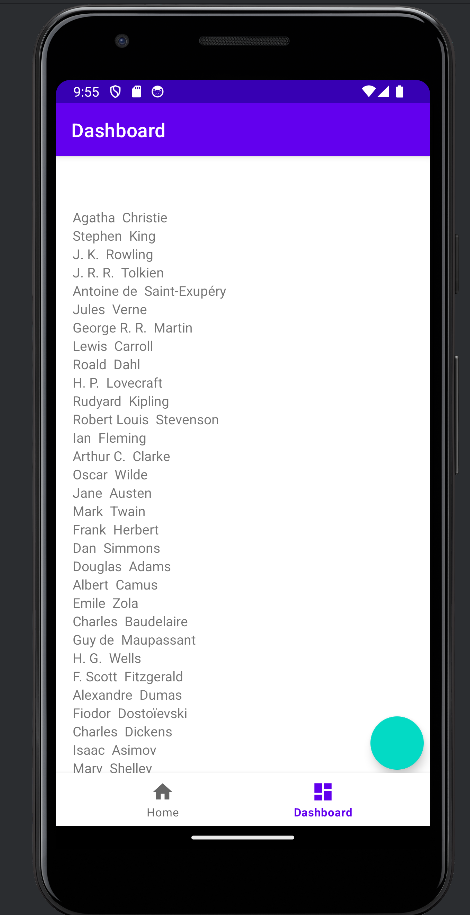 9:55
Dashboard
Agatha Christie
Stephen King
J. K. Rowling
J. R. R. Tolkien
Antoine de Saint-Exupéry
Jules Verne
George R. R. Martin
Lewis Carroll
Roald Dahl
H. P. Lovecraft
Rudyard Kipling
Robert Louis Stevenson
Ian Fleming
Arthur C. Clarke
Oscar Wilde
Jane Austen
Mark Twain
Frank Herbert
Dan Simmons
Douglas Adams
Albert Camus
Emile Zola
Charles Baudelaire
Guy de Maupassant
H. G. Wells
F. Scott Fitzgerald
Alexandre Dumas
Fiodor Dostoïevski
Charles Dickens
Isaac Asimov
Mary Shelley
Home
Dashboard